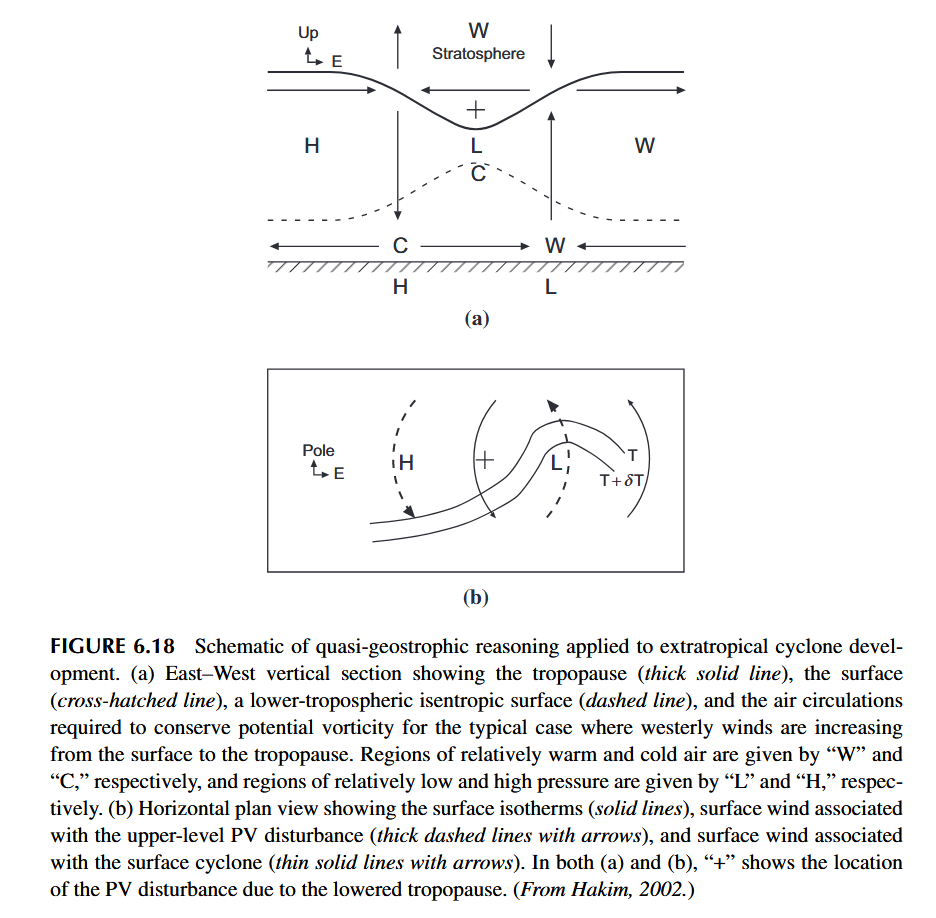 Up
W
Stratosphere
E
+
H
L
W
C
C
W
H
L
(a)
Pole
E
H
+
L
T
T+δT
(b)
FIGURE 6.18 Schematic of quasi-geostrophic reasoning applied to extratropical cyclone devel-
opment. (a) East–West vertical section showing the tropopause (thick solid line), the surface
(cross-hatched line), a lower-tropospheric isentropic surface (dashed line), and the air circulations
required to conserve potential vorticity for the typical case where westerly winds are increasing
from the surface to the tropopause. Regions of relatively warm and cold air are given by “W” and
“C,” respectively, and regions of relatively low and high pressure are given by “L” and “H,” respec-
tively. (b) Horizontal plan view showing the surface isotherms (solid lines), surface wind associated
with the upper-level PV disturbance (thick dashed lines with arrows), and surface wind associated
with the surface cyclone (thin solid lines with arrows). In both (a) and (b), “+” shows the location
of the PV disturbance due to the lowered tropopause. (From Hakim, 2002.)